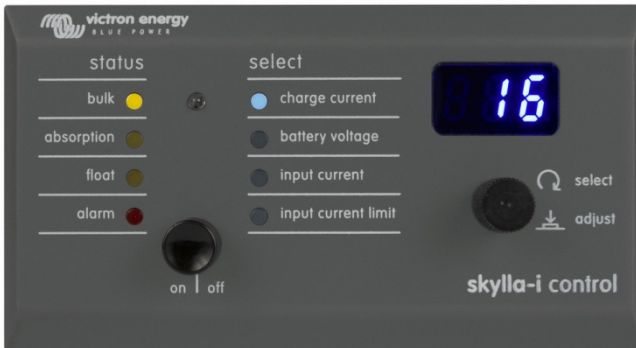 victron energy
BLUE POWER
status
select
bulk
charge current
absorption
battery voltage
float
input current
alarm
input current limit
on | off
16
select
adjust
skylla-i control